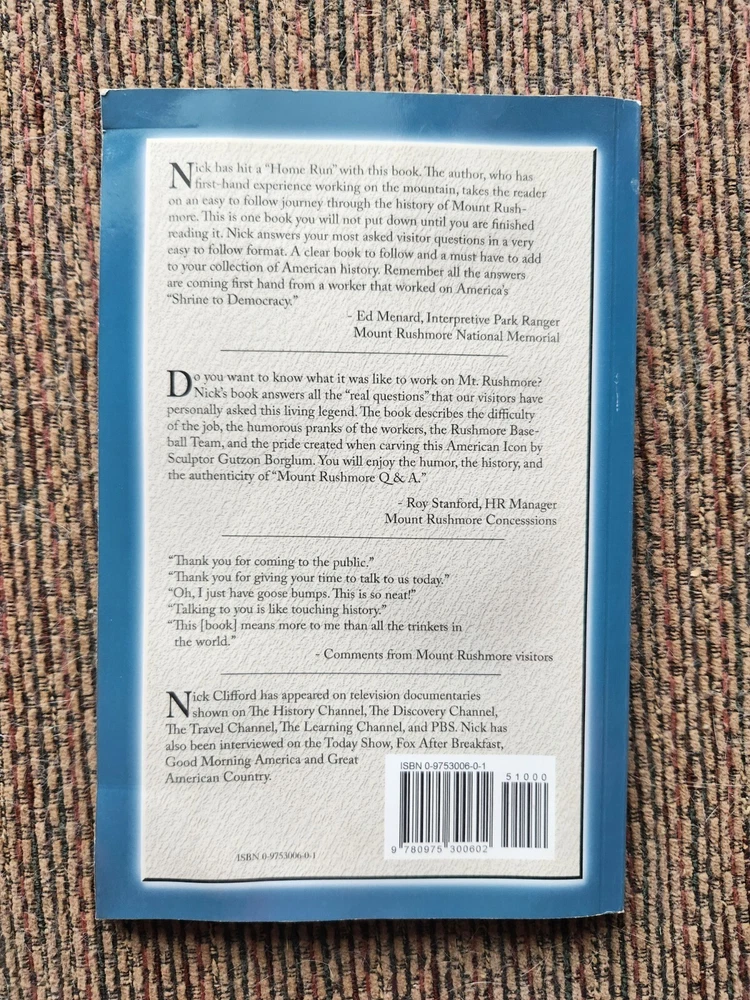 Nick has hit a "Home Run" with this book. The author, who has
first-hand experience working on the mountain, takes the reader
on an easy to follow journey through the history of Mount Rush-
more. This is one book you will not put down until you are finished
reading it. Nick answers your most asked visitor questions in a very
easy to follow format. A clear book to follow and a must have to add
to your collection of American history. Remember all the answers
are coming first hand from a worker that worked on America's
"Shrine to Democracy."
- Ed Menard, Interpretive Park Ranger
Mount Rushmore National Memorial
Do you want to know what it was like to work on Mt. Rushmore?
Nick's book answers all the "real questions" that our visitors have
personally asked this living legend. The book describes the difficulty
of the job, the humorous pranks of the workers, the Rushmore Base-
ball Team, and the pride created when carving this American Icon by
Sculptor Gutzon Borglum. You will enjoy the humor, the history, and
the authenticity of "Mount Rushmore Q & A."
- Roy Stanford, HR Manager
Mount Rushmore Concesssions
"Thank you for coming to the public."
"Thank you for giving your time to talk to us today."
"Oh, I just have goose bumps. This is so neat!"
"Talking to you is like touching history."
"This [book] means more to me than all the trinkets in
the world."
- Comments from Mount Rushmore visitors
Nick Clifford has appeared on television documentaries
shown on The History Channel, The Discovery Channel,
The Travel Channel, The Learning Channel, and PBS. Nick has
also been interviewed on the Today Show, Fox After Breakfast,
Good Morning America and Great
American Country.
ISBN 0-9753006-0-1
51000
9 780975 300602
ISBN 0-9753006-0-1